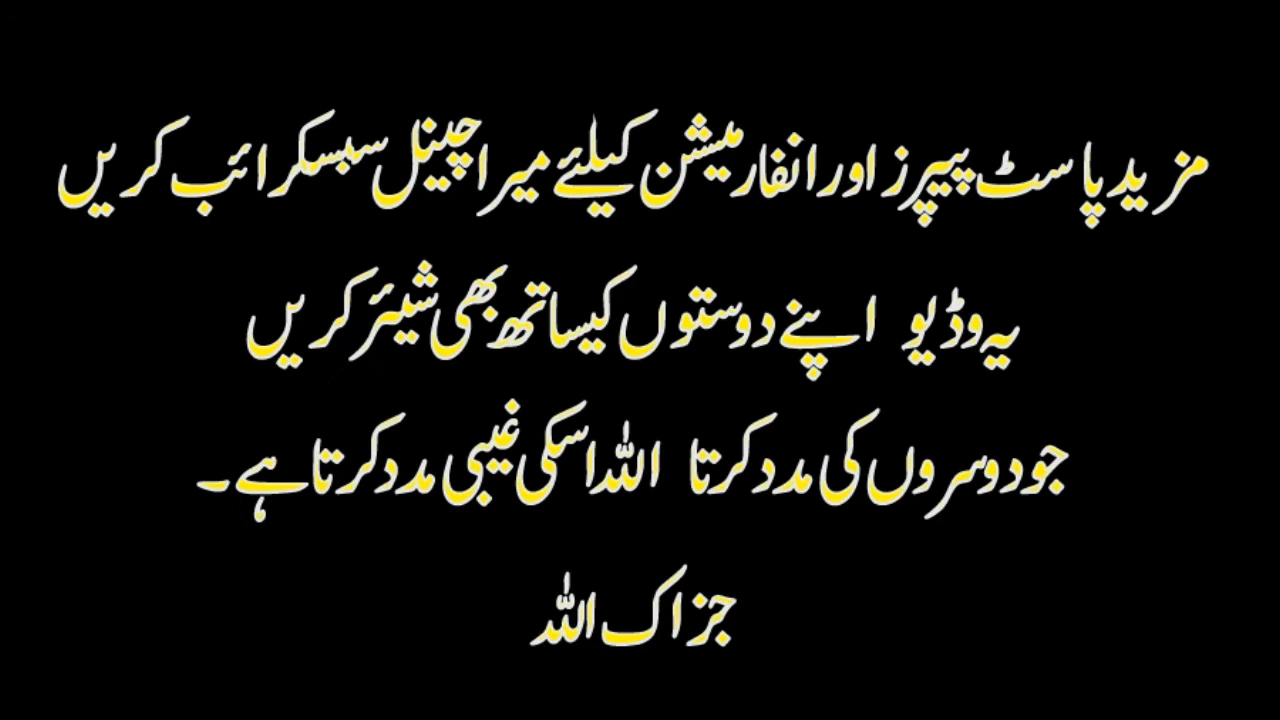 مزید پاسٹ پیپرز اور انفارمیشن کیلئے میرا چینل سبسکرائب کریں
یہ وڈیو اپنے دوستوں کیساتھ بھی شیئر کریں
جو دوسروں کی مدد کرتا اللہ اسکی غیبی مدد کرتا ہے۔
جزاک اللہ